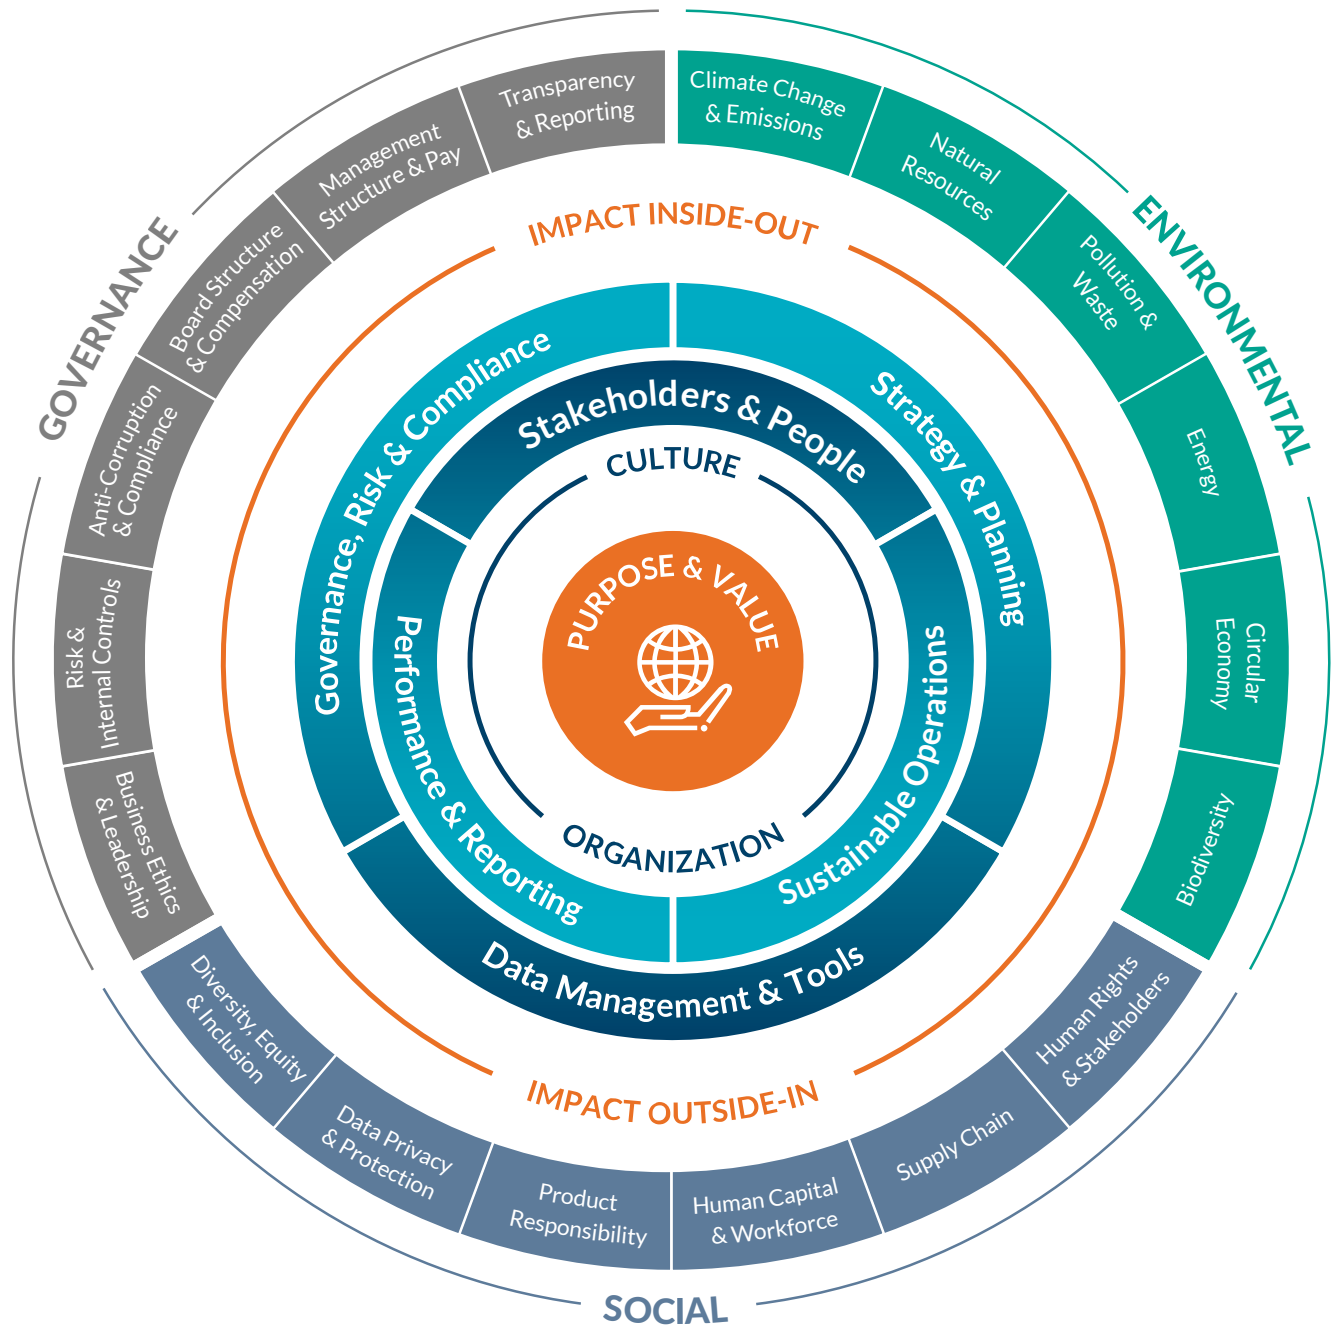 GOVERNANCE
ENVIRONMENTAL
SOCIAL
Transparency
& Reporting
Management
Structure & Pay
Board Structure
& Compensation
Anti-Corruption
& Compliance
Risk &
Internal Controls
Business Ethics
& Leadership
Climate Change
& Emissions
Natural
Resources
Pollution &
Waste
Energy
Circular
Economy
Biodiversity
Human Rights
& Stakeholders
Supply Chain
Human Capital
& Workforce
Product
Responsibility
Data Privacy
& Protection
Diversity, Equity
& Inclusion
IMPACT INSIDE-OUT
IMPACT OUTSIDE-IN
Governance, Risk & Compliance
Strategy & Planning
Data Management & Tools
Stakeholders & People
Sustainable Operations
Performance & Reporting
CULTURE
ORGANIZATION
PURPOSE & VALUE